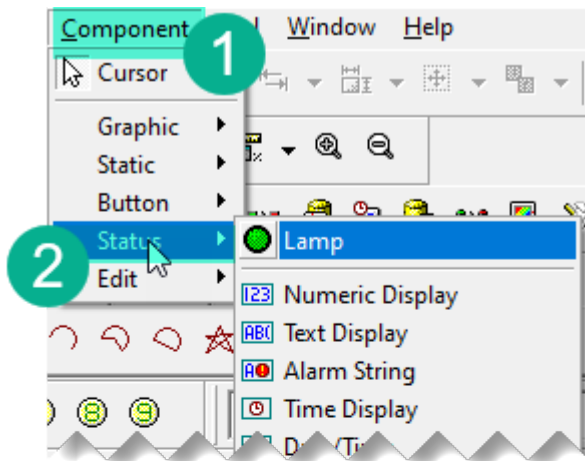 Component Window Help
1
Cursor
Graphic
Static
Button
Status
Lamp
2
Edit
123 Numeric Display
ABC Text Display
Alarm String
Time Display
8 9